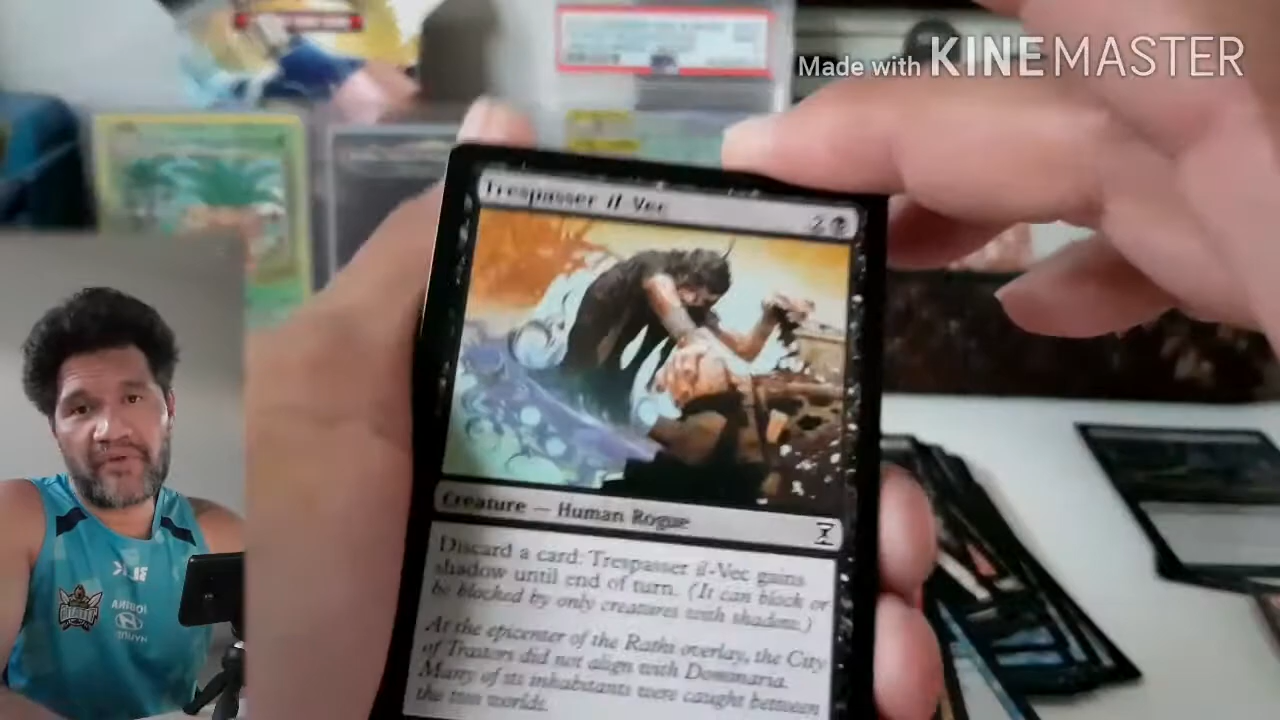 Made with KINEMASTER
Trespasser il-Vec
2
Creature — Human Rogue
Discard a card: Trespasser il-Vec gains
shadow until end of turn. (It can block or
be blocked by only creatures with shadow.)
At the epicenter of the Rathi overlay, the City
of Traitors did not align with Dominaria.
Many of its inhabitants were caught between
the two worlds.